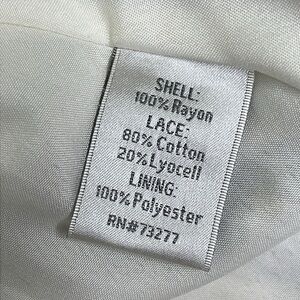 SHELL:
100% Rayon
LACE:
80% Cotton
20% Lyocell
LINING:
100% Polyester
RN#73277